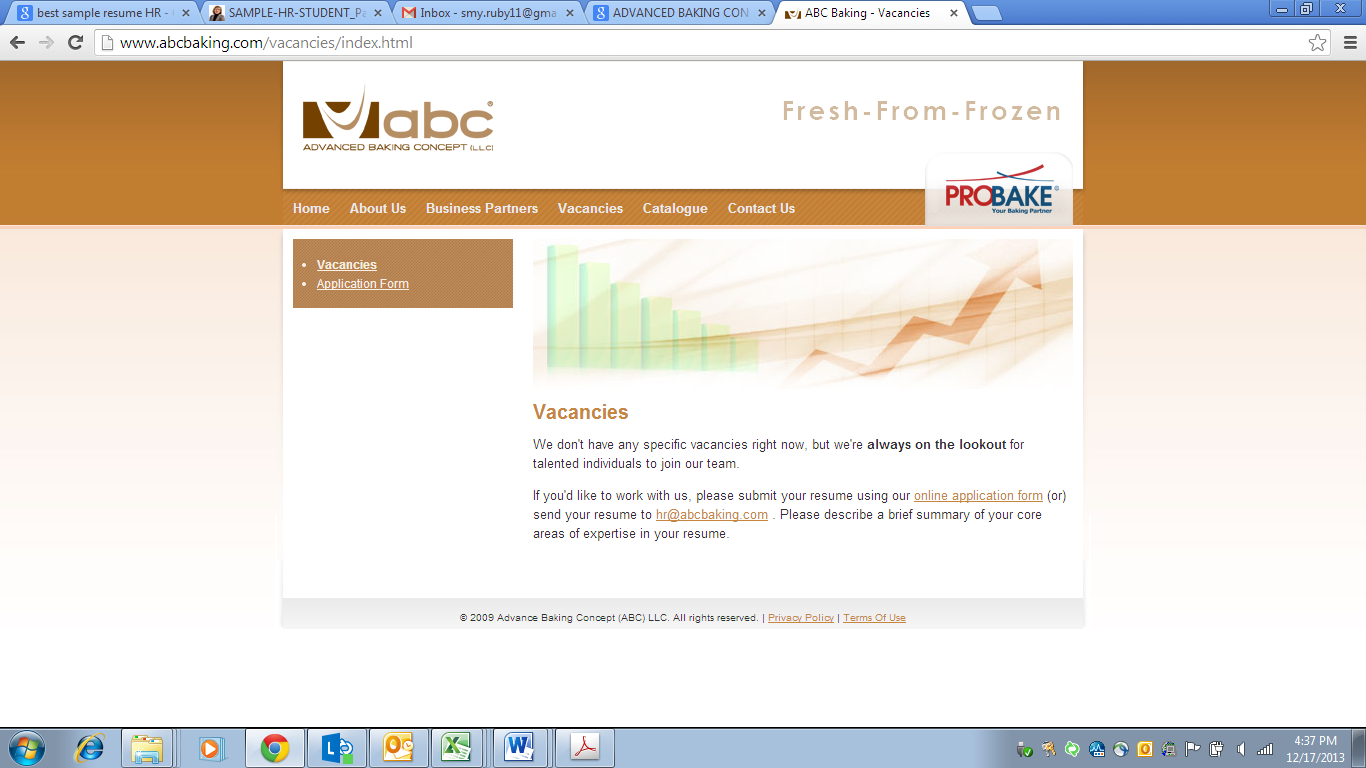 best sample resume HR -
SAMPLE-HR-STUDENT_Pa
Inbox - smy.ruby11@gma
ADVANCED BAKING CON
ABC Baking - Vacancies
www.abcbaking.com/vacancies/index.html
abc®
ADVANCED BAKING CONCEPT (LLC)
Fresh-From-Frozen
PROBAKE®
Your Baking Partner
Home About Us Business Partners Vacancies Catalogue Contact Us
Vacancies
Application Form
Vacancies
We don't have any specific vacancies right now, but we're always on the lookout for
talented individuals to join our team.
If you'd like to work with us, please submit your resume using our online application form (or)
send your resume to hr@abcbaking.com . Please describe a brief summary of your core
areas of expertise in your resume.
© 2009 Advance Baking Concept (ABC) LLC. All rights reserved. | Privacy Policy | Terms Of Use
4:37 PM
12/17/2013